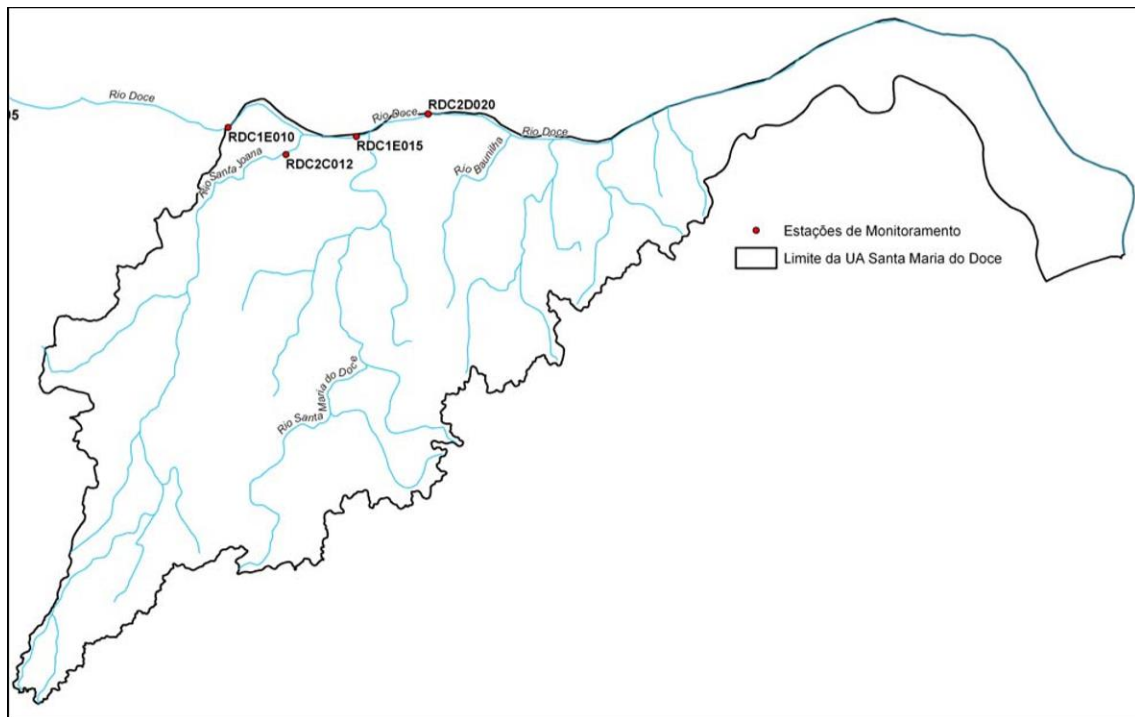 Rio Doce
05
RDC2D020
Rio Doce
Rio Doce
RDC1E010
RDC1E015
RDC2C012
Rio Santa Joana
Rio Baunilha
Estações de Monitoramento
Limite da UA Santa Maria do Doce
Rio Santa Maria do Doce